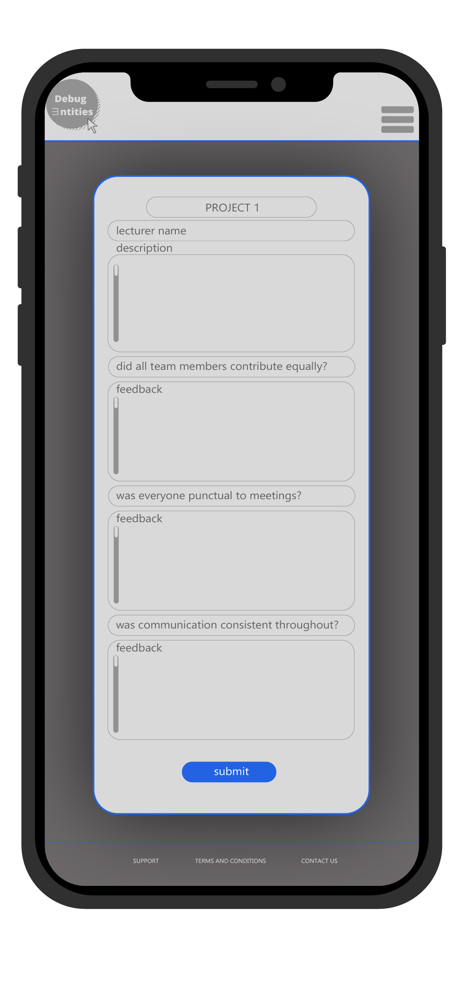 Debug
Ǝntities
PROJECT 1
lecturer name
description
did all team members contribute equally?
feedback
was everyone punctual to meetings?
feedback
was communication consistent throughout?
feedback
submit
SUPPORT TERMS AND CONDITIONS CONTACT US